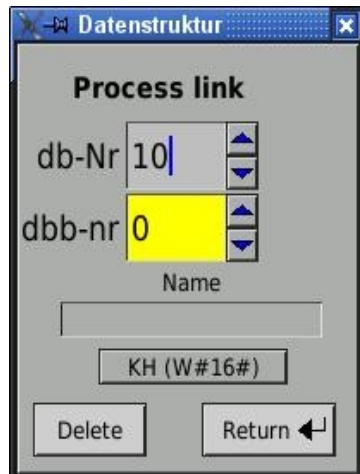 Datenstruktur
Process link
db-Nr 10
dbb-nr 0
Name
KH (W#16#)
Delete Return